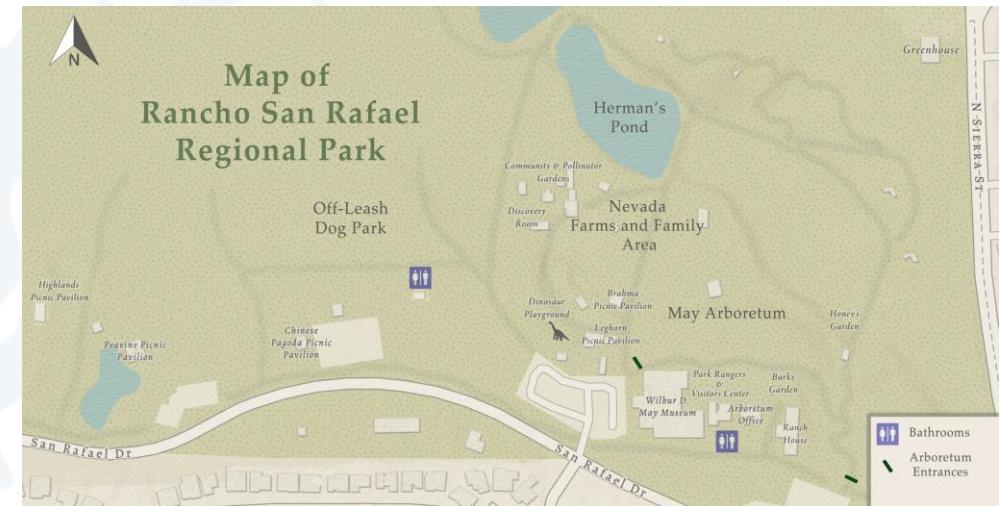 N
Map of
Rancho San Rafael
Regional Park
Greenhouse
N SIERRA ST
Herman's
Pond
Community & Pollinator
Gardens
Off-Leash
Dog Park
Discovery
Room
Nevada
Farms and Family
Area
Highlands
Picnic Pavilion
Peavine Picnic
Pavilion
Chinese
Pagoda Picnic
Pavilion
Dinosaur
Playground
Brahma
Picnic Pavilion
Leghorn
Picnic Pavilion
May Arboretum
Honey's
Garden
Park Rangers
&
Visitors Center
Burke
Garden
Wilbur D.
May Museum
Arboretum
Office
Ranch
House
San Rafael Dr
San Rafael Dr
Bathrooms
Arboretum
Entrances